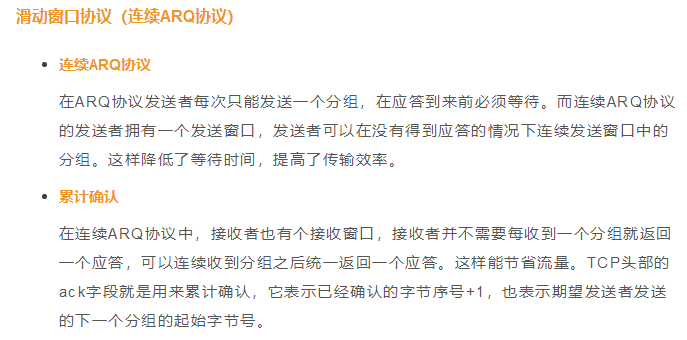 滑动窗口协议（连续ARQ协议）
连续ARQ协议
在ARQ协议发送者每次只能发送一个分组，在应答到来前必须等待。而连续ARQ协议
的发送者拥有一个发送窗口，发送者可以在没有得到应答的情况下连续发送窗口中的
分组。这样降低了等待时间，提高了传输效率。
累计确认
在连续ARQ协议中，接收者也有个接收窗口，接收者并不需要每收到一个分组就返回
一个应答，可以连续收到分组之后统一返回一个应答。这样能节省流量。TCP头部的
ack字段就是用来累计确认，它表示已经确认的字节序号+1，也表示期望发送者发送
的下一个分组的起始字节号。